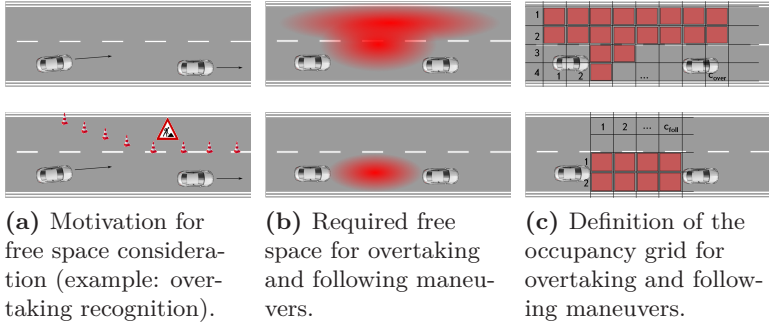 1
2
3
4
1 2 ... c_over
1 2 ... c_foll
1
2
(a) Motivation for
free space considera-
tion (example: over-
taking recognition).
(b) Required free
space for overtaking
and following maneu-
vers.
(c) Definition of the
occupancy grid for
overtaking and follow-
ing maneuvers.